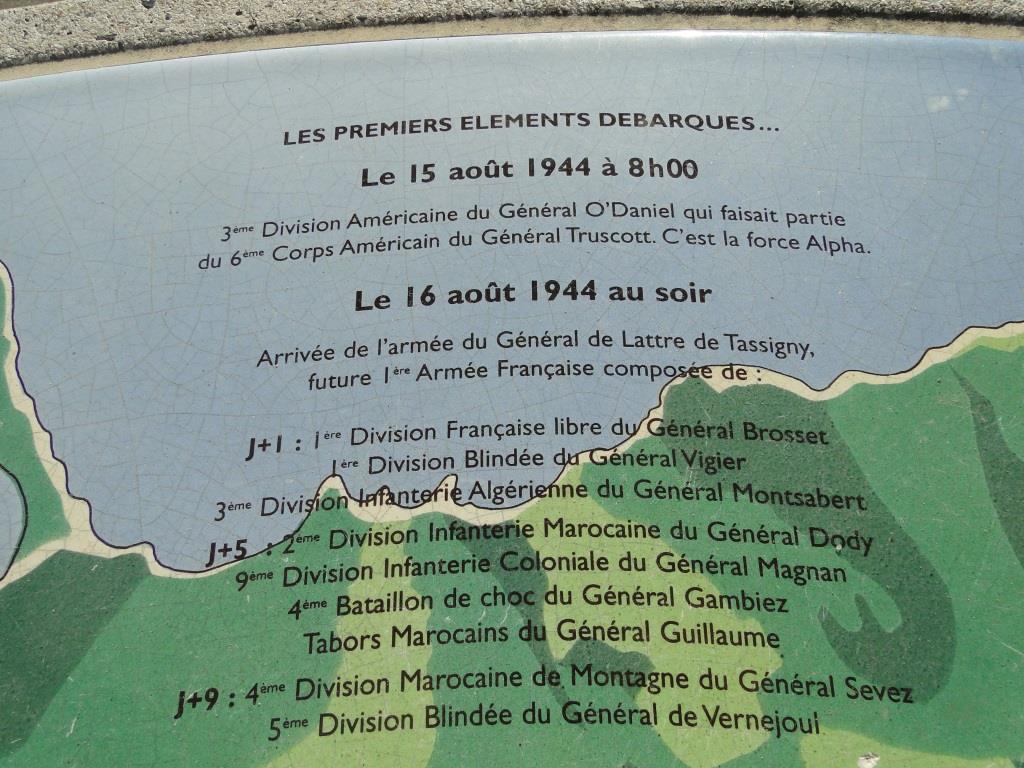 LES PREMIERS ELEMENTS DEBARQUES...
Le 15 août 1944 à 8h00
3ème Division Américaine du Général O'Daniel qui faisait partie
du 6ème Corps Américain du Général Truscott. C'est la force Alpha.
Le 16 août 1944 au soir
Arrivée de l'armée du Général de Lattre de Tassigny,
future 1ère Armée Française composée de :
J+1 : 1ère Division Française libre du Général Brosset
1ère Division Blindée du Général Vigier
3ème Division Infanterie Algérienne du Général Montsabert
J+5 : 2ème Division Infanterie Marocaine du Général Dody
9ème Division Infanterie Coloniale du Général Magnan
4ème Bataillon de choc du Général Gambiez
Tabors Marocains du Général Guillaume
J+9 : 4ème Division Marocaine de Montagne du Général Sevez
5ème Division Blindée du Général de Vernejoul